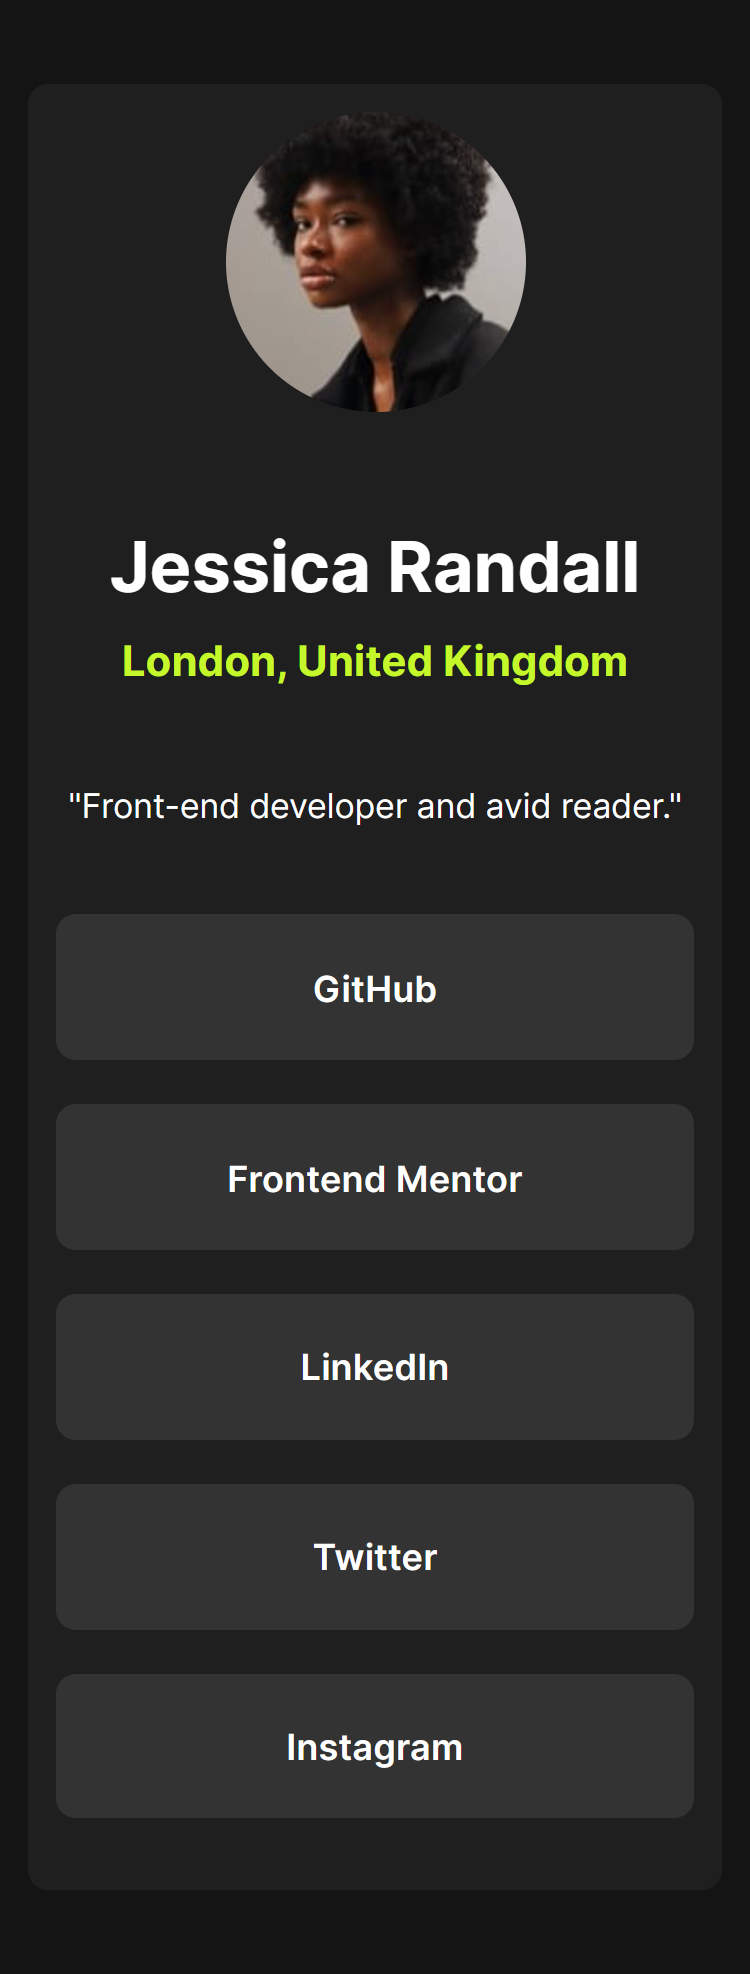 Jessica Randall
London, United Kingdom
"Front-end developer and avid reader."
GitHub
Frontend Mentor
LinkedIn
Twitter
Instagram